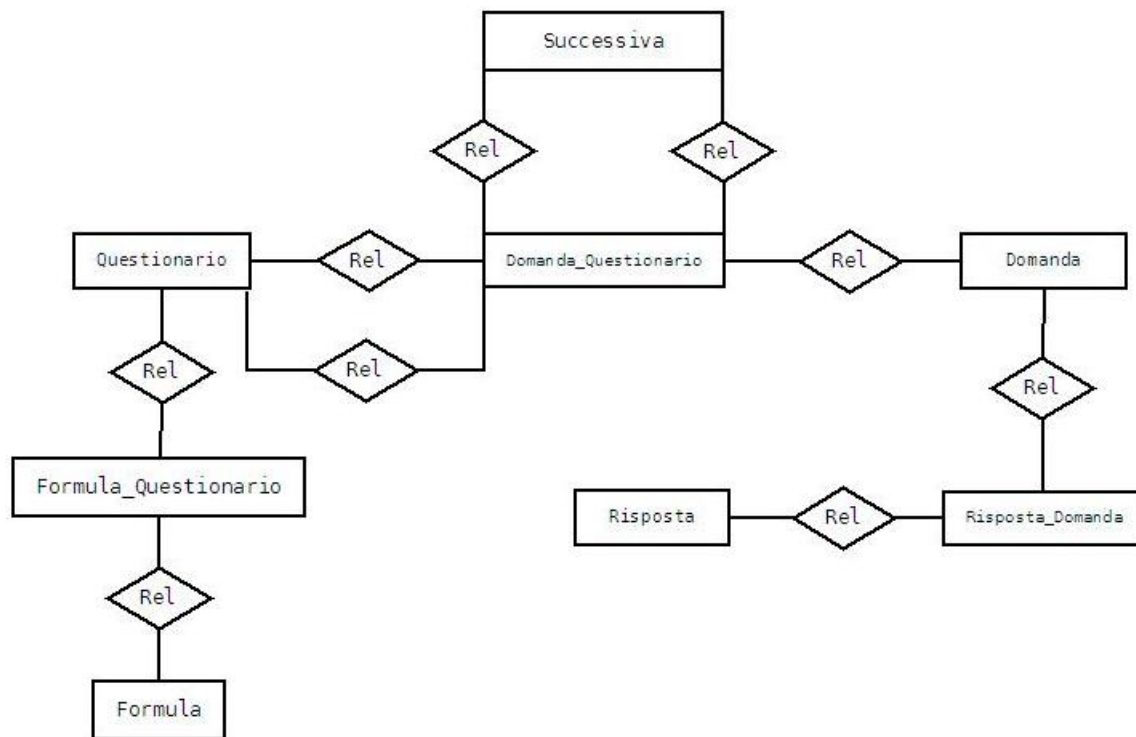 Successiva
Rel
Rel
Questionario
Rel
Domanda_Questionario
Rel
Domanda
Rel
Rel
Rel
Formula_Questionario
Risposta
Rel
Risposta_Domanda
Rel
Formula